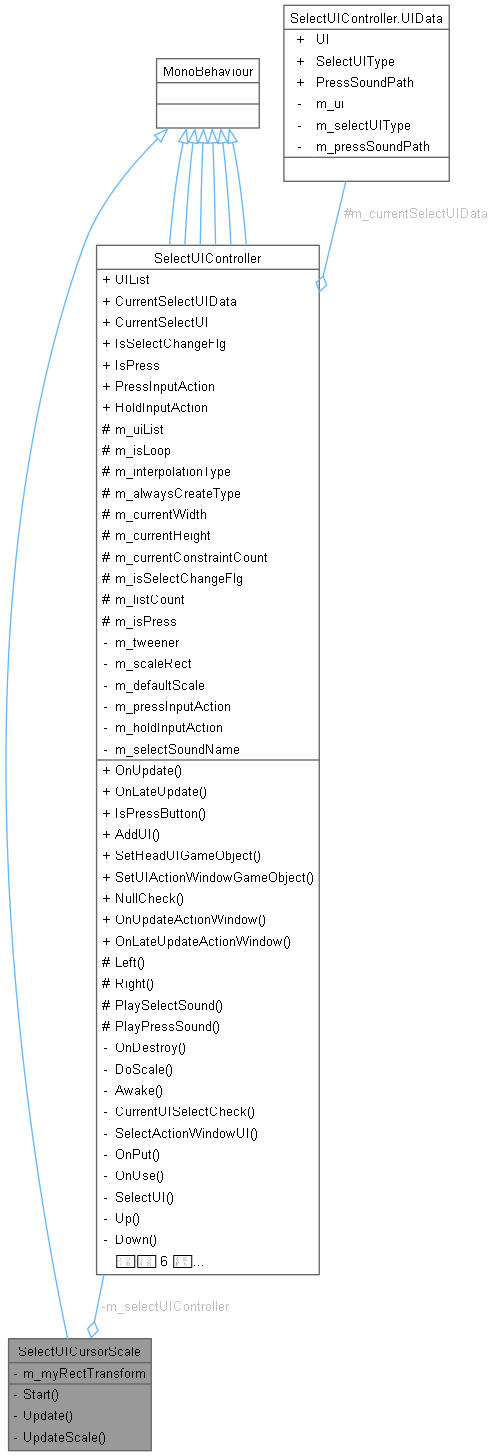 SelectUIController.UIData
+ UI
+ SelectUIType
+ PressSoundPath
- m_ui
- m_selectUIType
- m_pressSoundPath
MonoBehaviour
#m_currentSelectUIData
SelectUIController
+ UIList
+ CurrentSelectUIData
+ CurrentSelectUI
+ IsSelectChangeFlg
+ IsPress
+ PressInputAction
+ HoldInputAction
# m_uiList
# m_isLoop
# m_interpolationType
# m_alwaysCreateType
# m_currentWidth
# m_currentHeight
# m_currentConstraintCount
# m_isSelectChangeFlg
# m_listCount
# m_isPress
- m_tweener
- m_scaleRect
- m_defaultScale
- m_pressInputAction
- m_holdInputAction
- m_selectSoundName
+ OnUpdate()
+ OnLateUpdate()
+ IsPressButton()
+ AddUI()
+ SetHeadUIGameObject()
+ SetUIActionWindowGameObject()
+ NullCheck()
+ OnUpdateActionWindow()
+ OnLateUpdateActionWindow()
# Left()
# Right()
# PlaySelectSound()
# PlayPressSound()
- OnDestroy()
- DoScale()
- Awake()
- CurrentUISelectCheck()
- SelectActionWindowUI()
- OnPut()
- OnUse()
- SelectUI()
- Up()
- Down()
6 ...
-m_selectUIController
SelectUICursorScale
- m_myRectTransform
- Start()
- Update()
- UpdateScale()